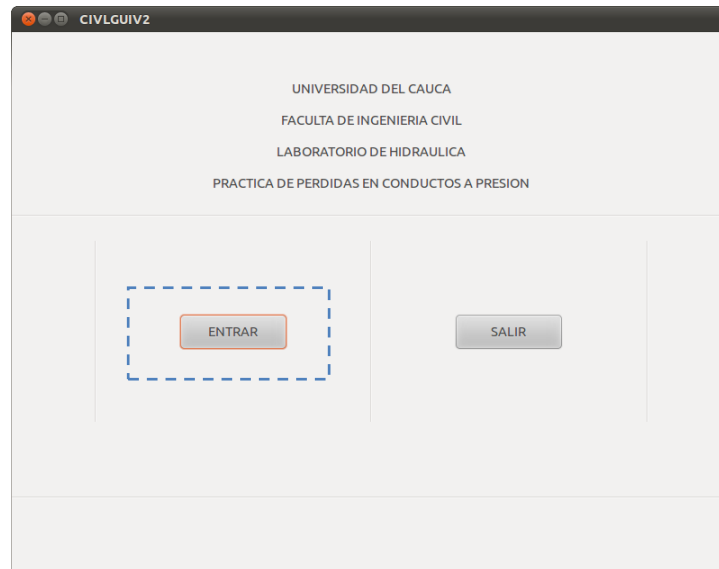 CIVLGUIV2
UNIVERSIDAD DEL CAUCA
FACULTA DE INGENIERIA CIVIL
LABORATORIO DE HIDRAULICA
PRACTICA DE PERDIDAS EN CONDUCTOS A PRESION
ENTRAR
SALIR